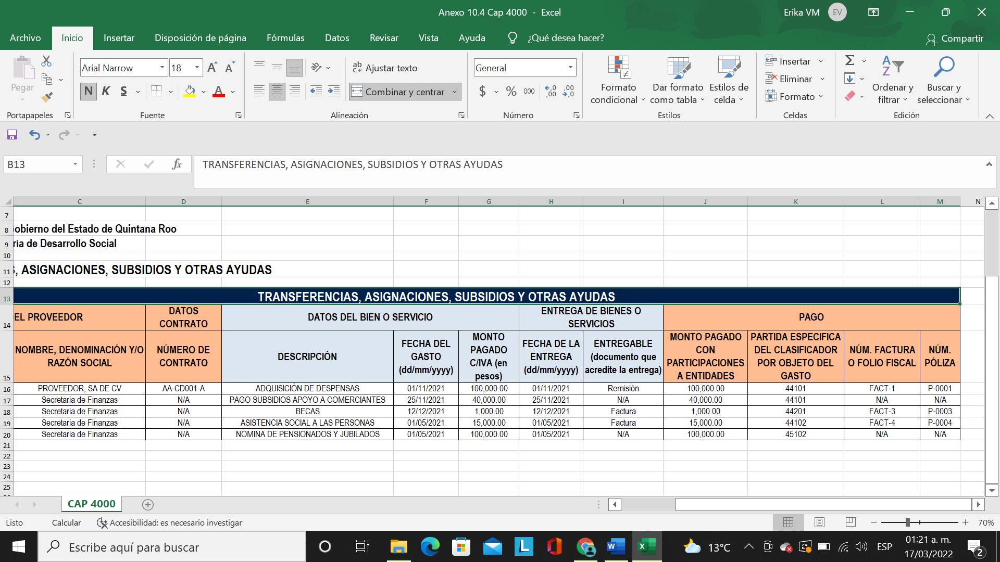 Anexo 10.4 Cap 4000 - Excel
Erika VM
EV
Archivo
Inicio
Insertar
Disposición de página
Fórmulas
Datos
Revisar
Vista
Ayuda
¿Qué desea hacer?
Compartir
Pegar
Portapapeles
Arial Narrow
18
A A
N K S
A
Fuente
ab
Ajustar texto
Combinar y centrar
Alineación
General
$ % 000
Número
Formato condicional
Dar formato como tabla
Estilos de celda
Estilos
Insertar
Eliminar
Formato
Celdas
Ordenar y filtrar
Buscar y seleccionar
Edición
B13
fx
TRANSFERENCIAS, ASIGNACIONES, SUBSIDIOS Y OTRAS AYUDAS
C D E F G H I J K L M N
7
8 obierno del Estado de Quintana Roo
9 ría de Desarrollo Social
10
11 , ASIGNACIONES, SUBSIDIOS Y OTRAS AYUDAS
12
13 TRANSFERENCIAS, ASIGNACIONES, SUBSIDIOS Y OTRAS AYUDAS
14 EL PROVEEDOR DATOS CONTRATO DATOS DEL BIEN O SERVICIO ENTREGA DE BIENES O SERVICIOS PAGO
15 NOMBRE, DENOMINACIÓN Y/O RAZÓN SOCIAL NÚMERO DE CONTRATO DESCRIPCIÓN FECHA DEL GASTO (dd/mm/yyyy) MONTO PAGADO C/IVA (en pesos) FECHA DE LA ENTREGA (dd/mm/yyyy) ENTREGABLE (documento que acredite la entrega) MONTO PAGADO CON PARTICIPACIONES A ENTIDADES PARTIDA ESPECIFICA DEL CLASIFICADOR POR OBJETO DEL GASTO NÚM. FACTURA O FOLIO FISCAL NÚM. PÓLIZA
16 PROVEEDOR, SA DE CV AA-CD001-A ADQUISICIÓN DE DESPENSAS 01/11/2021 100,000.00 01/11/2021 Remisión 100,000.00 44101 FACT-1 P-0001
17 Secretaria de Finanzas N/A PAGO SUBSIDIOS APOYO A COMERCIANTES 25/11/2021 40,000.00 25/11/2021 N/A 40,000.00 44101 N/A N/A
18 Secretaria de Finanzas N/A BECAS 12/12/2021 1,000.00 12/12/2021 Factura 1,000.00 44201 FACT-3 P-0003
19 Secretaria de Finanzas N/A ASISTENCIA SOCIAL A LAS PERSONAS 01/05/2021 15,000.00 01/05/2021 Factura 15,000.00 44102 FACT-4 P-0004
20 Secretaria de Finanzas N/A NOMINA DE PENSIONADOS Y JUBILADOS 01/05/2021 100,000.00 01/05/2021 N/A 100,000.00 45102 N/A N/A
21
22
23
24
25
CAP 4000
Listo
Calcular
Accesibilidad: es necesario investigar
70%
Escribe aquí para buscar
13°C
ESP
01:21 a. m.
17/03/2022
2